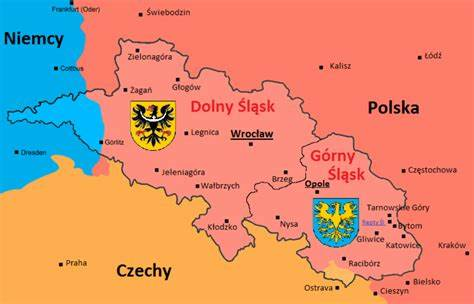 Frankfurt (Oder)
Świebodzin
Niemcy
Zielonogóra
Łódź
Cottbus
Kalisz
Żagań
Głogów
Dolny Śląsk
Polska
Legnica
Wrocław
Görlitz
Dresden
Górny
Śląsk
Jeleniagóra
Częstochowa
Brzeg
Wałbrzych
Opole
Tarnowskie Góry
Kłodzko
Nysa
Bytom
Gliwice
Katowice
Kraków
Praha
Czechy
Racibórz
Bielsko
Ostrava
Cieszyn